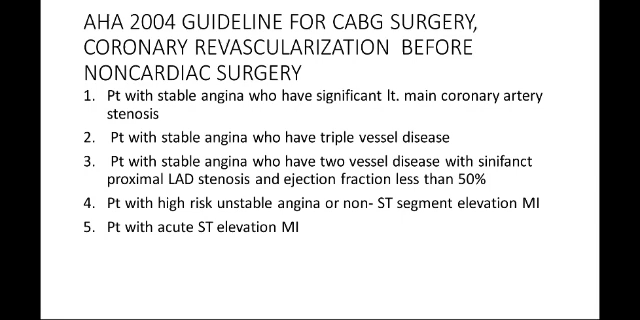 AHA 2004 GUIDELINE FOR CABG SURGERY,
CORONARY REVASCULARIZATION BEFORE
NONCARDIAC SURGERY
1. Pt with stable angina who have significant lt. main coronary artery
stenosis
2. Pt with stable angina who have triple vessel disease
3. Pt with stable angina who have two vessel disease with sinifanct
proximal LAD stenosis and ejection fraction less than 50%
4. Pt with high risk unstable angina or non- ST segment elevation MI
5. Pt with acute ST elevation MI